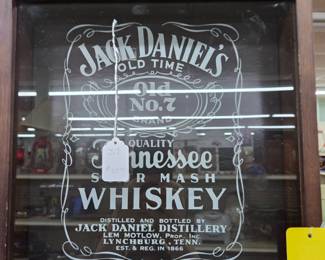 JACK DANIEL'S
OLD TIME
Old
No. 7
BRAND
QUALITY
Tennessee
SOUR MASH
WHISKEY
DISTILLED AND BOTTLED BY
JACK DANIEL DISTILLERY
LEM MOTLOW, PROP. INC.
LYNCHBURG, TENN.
EST. & REG. IN 1866